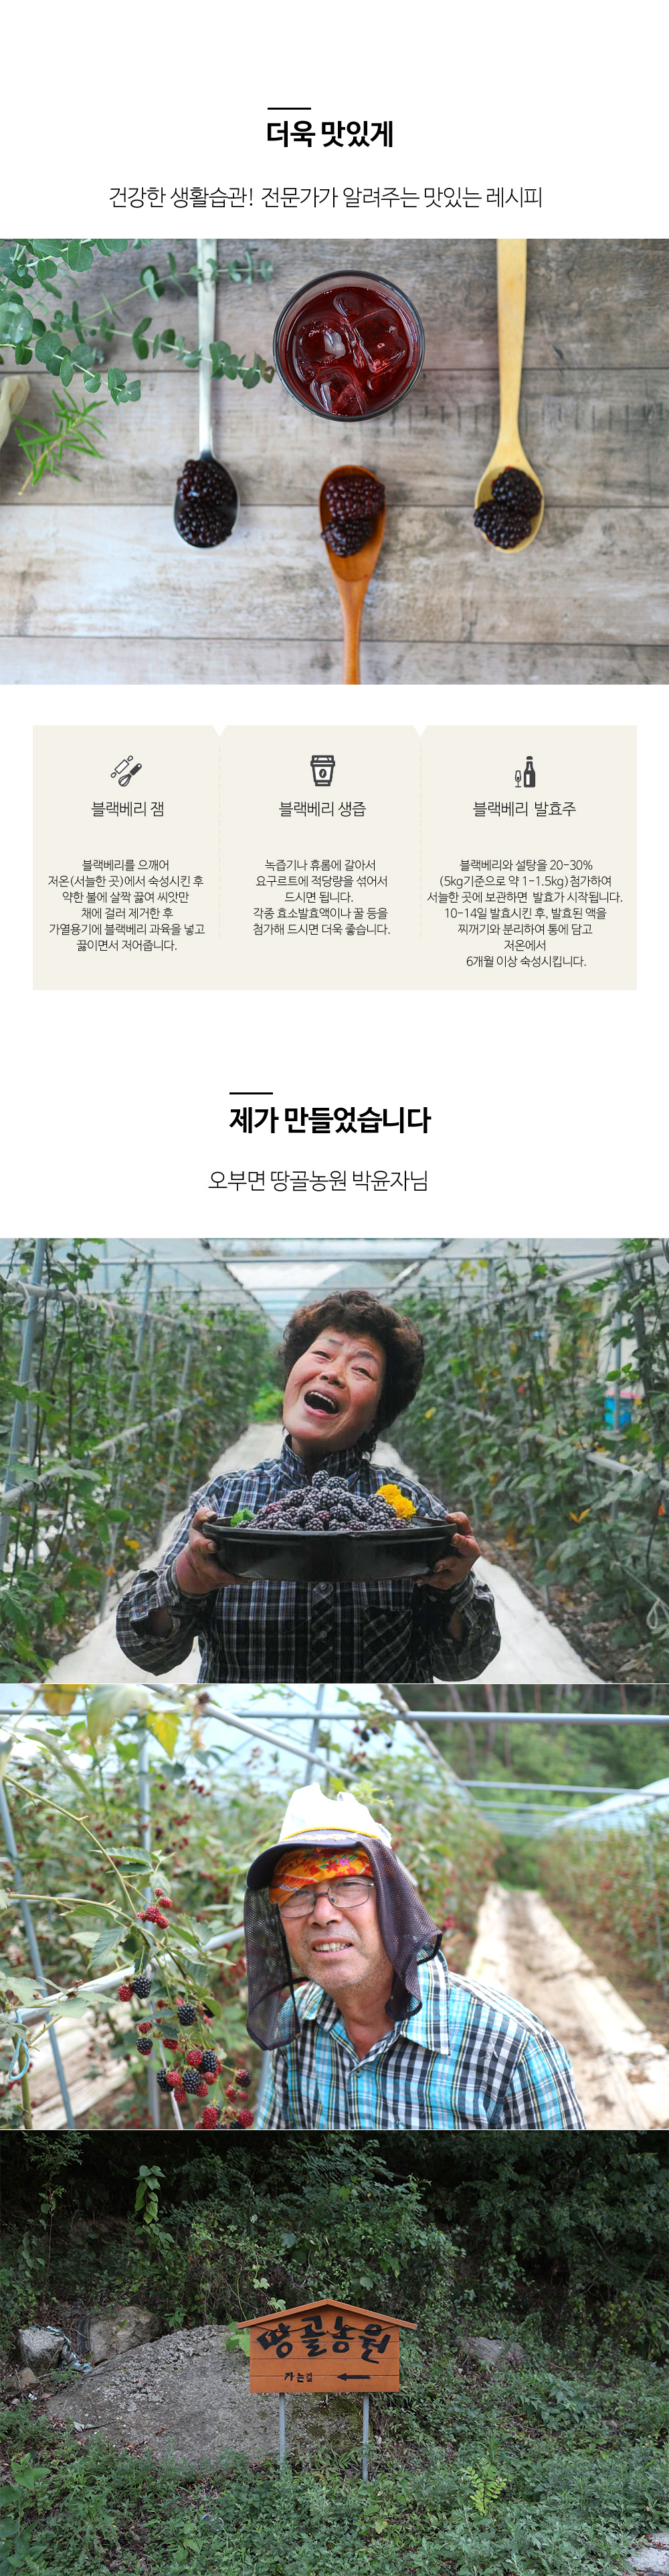 더욱 맛있게
건강한 생활습관! 전문가가 알려주는 맛있는 레시피
블랙베리 잼
블랙베리를 으깨어
저온(서늘한 곳)에서 숙성시킨 후
약한 불에 살짝 끓여 씨앗만
채에 걸러 제거한 후
가열용기에 블랙베리 과육을 넣고
끓이면서 저어줍니다.
블랙베리 생즙
녹즙기나 휴롬에 갈아서
요구르트에 적당량을 섞어서
드시면 됩니다.
각종 효소발효액이나 꿀 등을
첨가해 드시면 더욱 좋습니다.
블랙베리 발효주
블랙베리와 설탕을 20-30%
(5kg기준으로 약 1-1.5kg)첨가하여
서늘한 곳에 보관하면 발효가 시작됩니다.
10-14일 발효시킨 후, 발효된 액을
찌꺼기와 분리하여 통에 담고
저온에서
6개월 이상 숙성시킵니다.
제가 만들었습니다
오부면 땅골농원 박윤자님
땅골농원
가는길